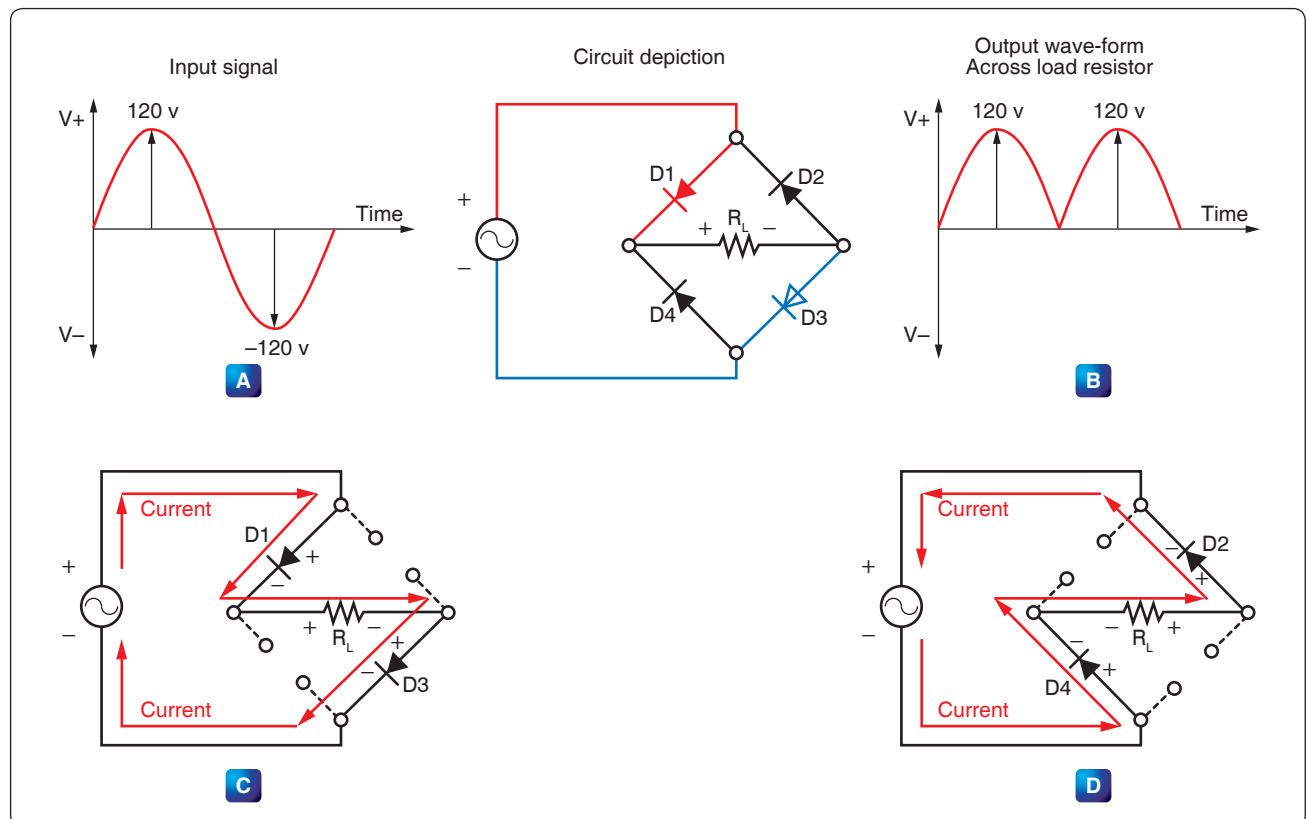 Input signal
Circuit depiction
Output wave-form
Across load resistor
V+
120 v
Time
V–
–120 v
A
+
–
D1
D2
+ RL –
D4
D3
V+
120 v
120 v
Time
B
Current
D1
+
–
+
–
+ RL –
+
–
D3
Current
C
Current
– D2
+
+
–
– RL +
–
D4 +
Current
D